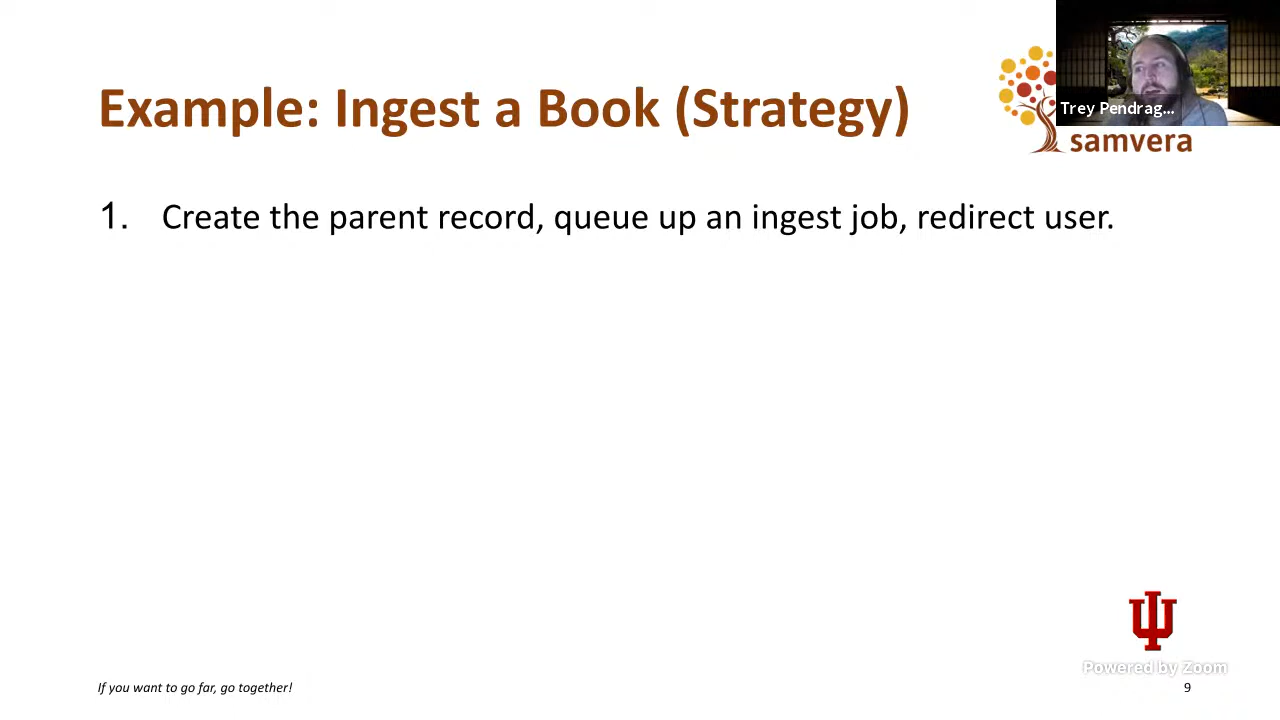 Example: Ingest a Book (Strategy)
Trey Pendrag...
samvera
1. Create the parent record, queue up an ingest job, redirect user.
Powered by Zoom
If you want to go far, go together!
9